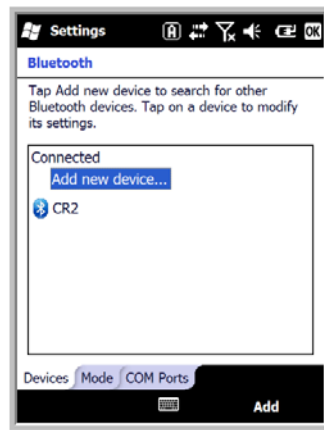 Settings A OK
Bluetooth
Tap Add new device to search for other
Bluetooth devices. Tap on a device to modify
its settings.
Connected
Add new device...
CR2
Devices Mode COM Ports
Add